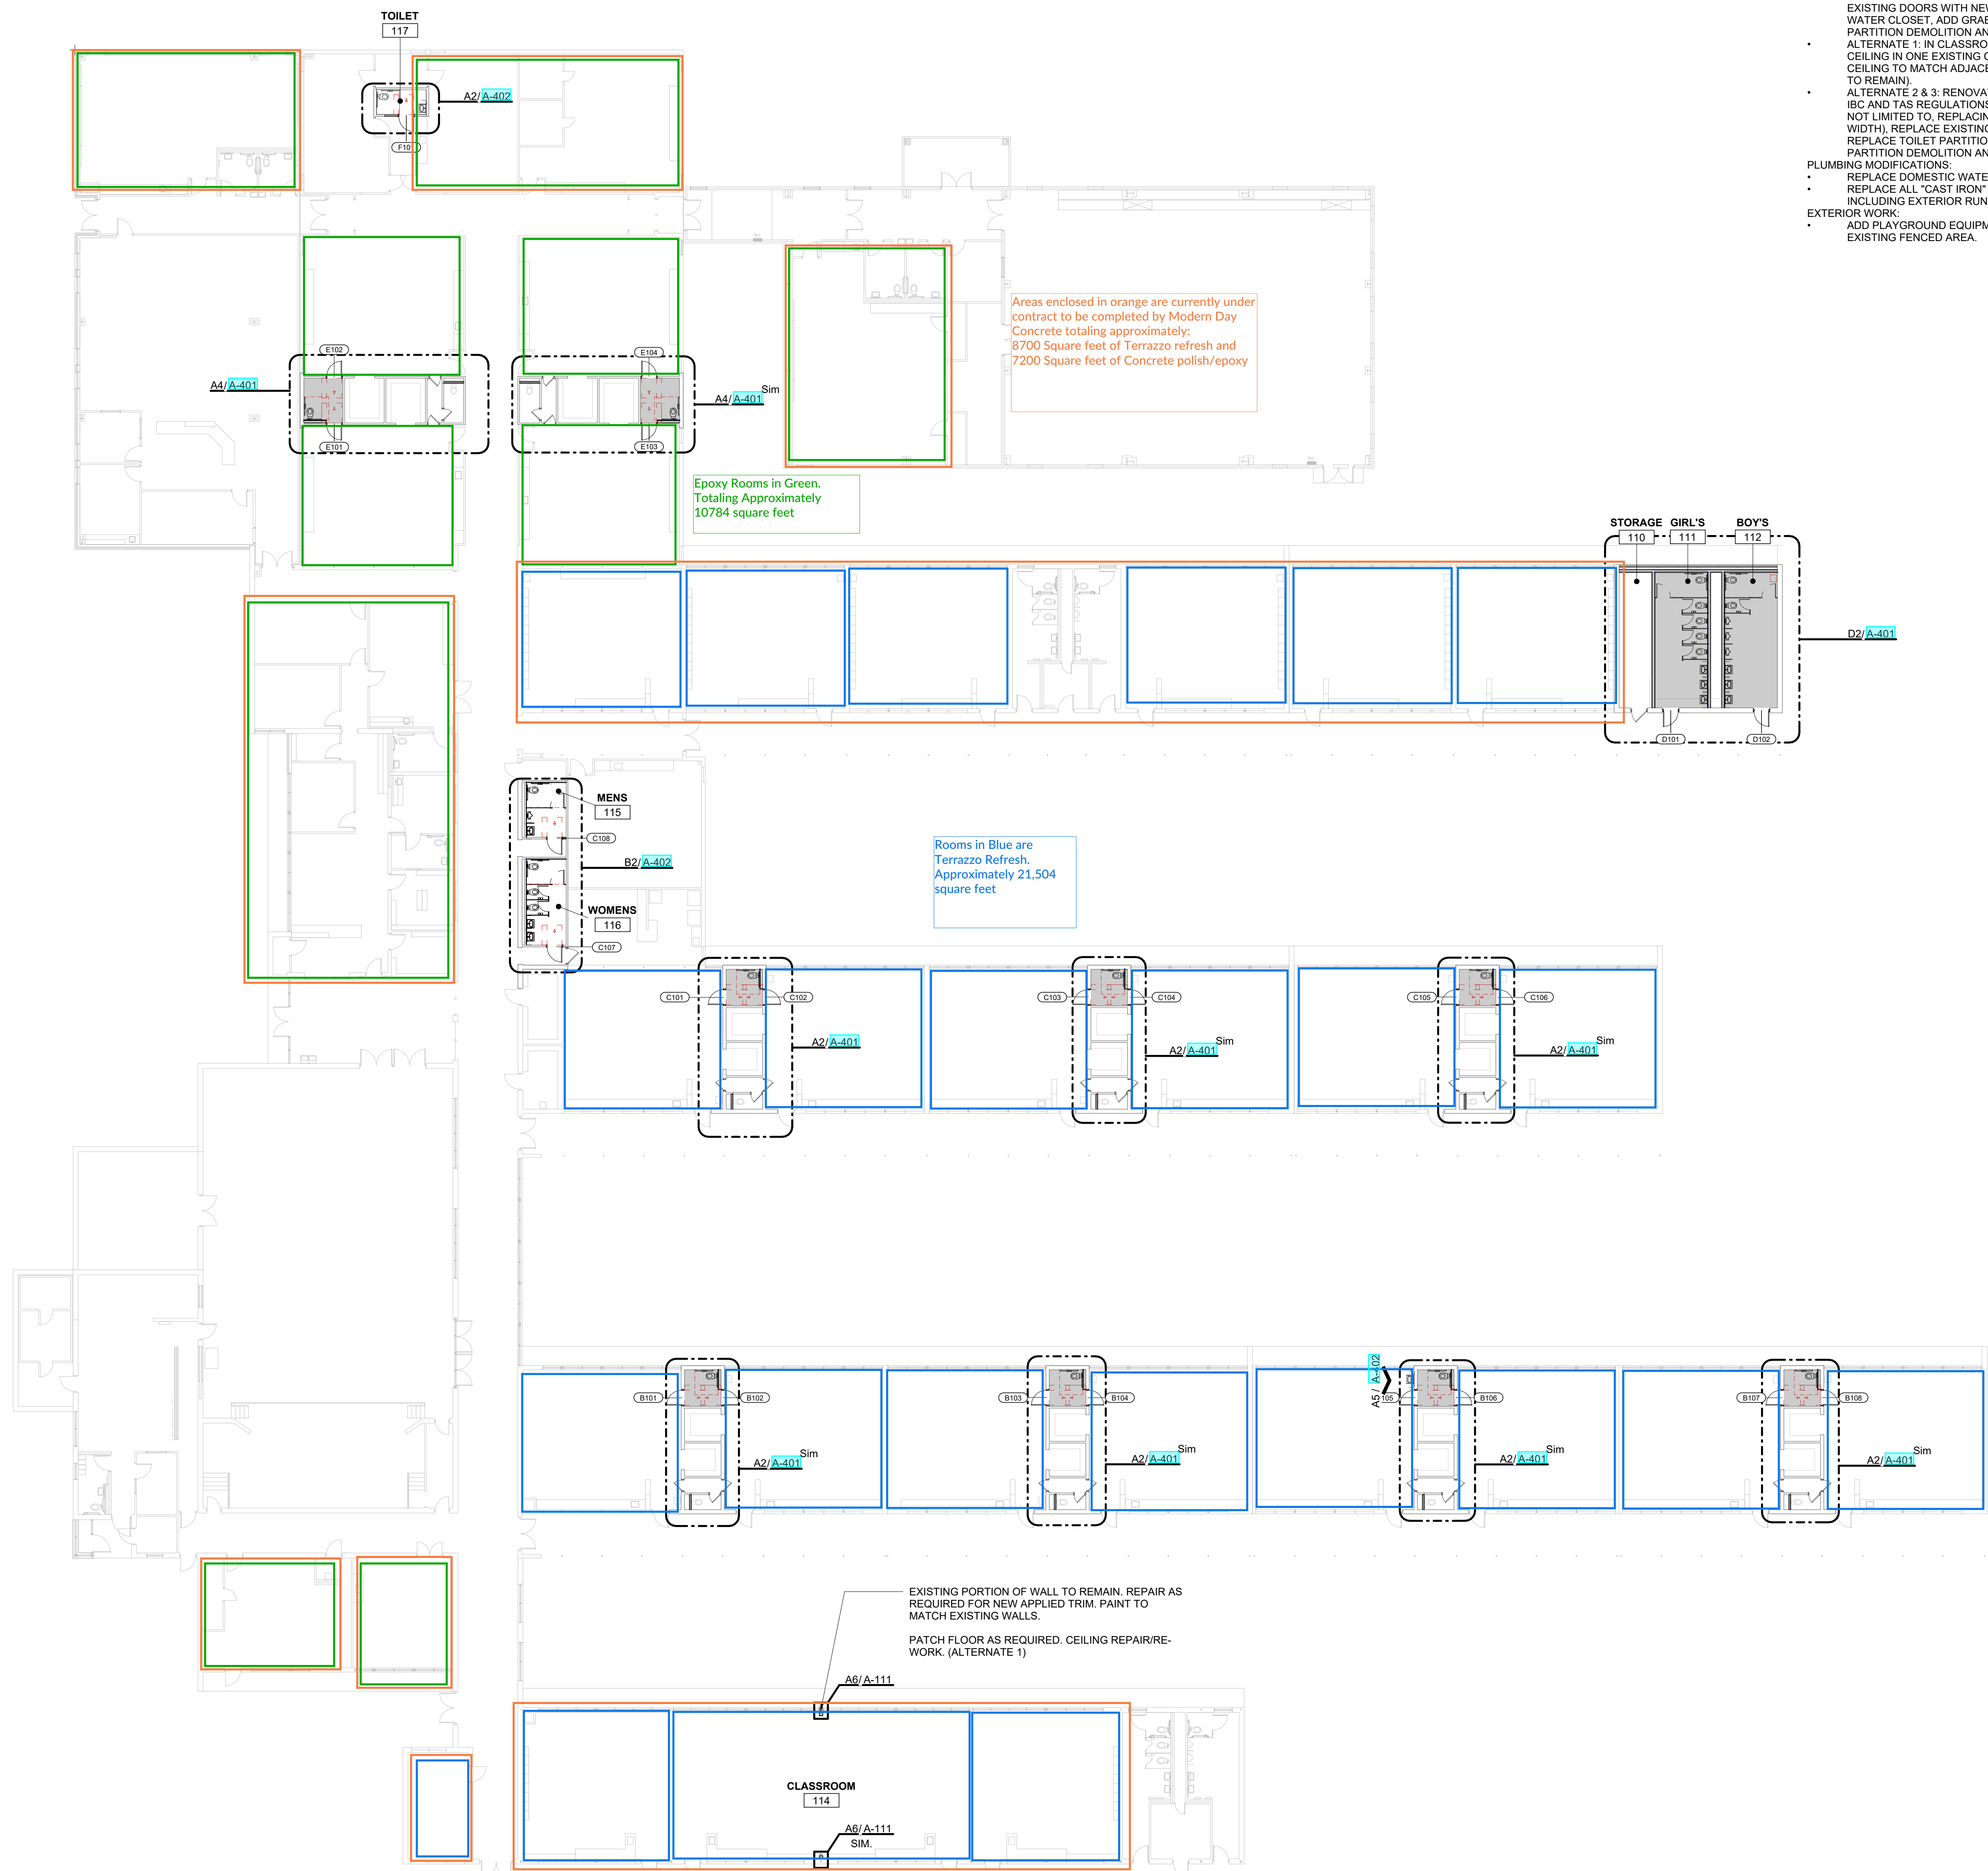 EXISTING DOORS WITH NEW
WATER CLOSET, ADD GRAB
PARTITION DEMOLITION AN
• ALTERNATE 1: IN CLASSRO
CEILING IN ONE EXISTING
CEILING TO MATCH ADJACE
TO REMAIN).
• ALTERNATE 2 & 3: RENOVA
IBC AND TAS REGULATIONS
NOT LIMITED TO, REPLACIN
WIDTH), REPLACE EXISTING
REPLACE TOILET PARTITIO
PARTITION DEMOLITION AN
PLUMBING MODIFICATIONS:
• REPLACE DOMESTIC WATE
• REPLACE ALL "CAST IRON"
INCLUDING EXTERIOR RUN
EXTERIOR WORK:
• ADD PLAYGROUND EQUIPM
EXISTING FENCED AREA.
TOILET
117
A2/ A-402
F101
Areas enclosed in orange are currently under
contract to be completed by Modern Day
Concrete totaling approximately:
8700 Square feet of Terrazzo refresh and
7200 Square feet of Concrete polish/epoxy
E102
E104
A4/ A-401
A4/ A-401
Sim
E101
E103
Epoxy Rooms in Green.
Totaling Approximately
10784 square feet
STORAGE
110
GIRL'S
111
BOY'S
112
D2/ A-401
D101
D102
MENS
115
C108
B2/ A-402
WOMENS
116
C107
Rooms in Blue are
Terrazzo Refresh.
Approximately 21,504
square feet
C101
C102
C103
C104
C105
C106
A2/ A-401
A2/ A-401
Sim
A2/ A-401
Sim
A5 / A-402
B101
B102
B103
B104
105
B106
B107
B108
A2/ A-401
Sim
A2/ A-401
Sim
A2/ A-401
Sim
A2/ A-401
Sim
EXISTING PORTION OF WALL TO REMAIN. REPAIR AS
REQUIRED FOR NEW APPLIED TRIM. PAINT TO
MATCH EXISTING WALLS.
PATCH FLOOR AS REQUIRED. CEILING REPAIR/RE-
WORK. (ALTERNATE 1)
A6/ A-111
CLASSROOM
114
A6/ A-111
SIM.